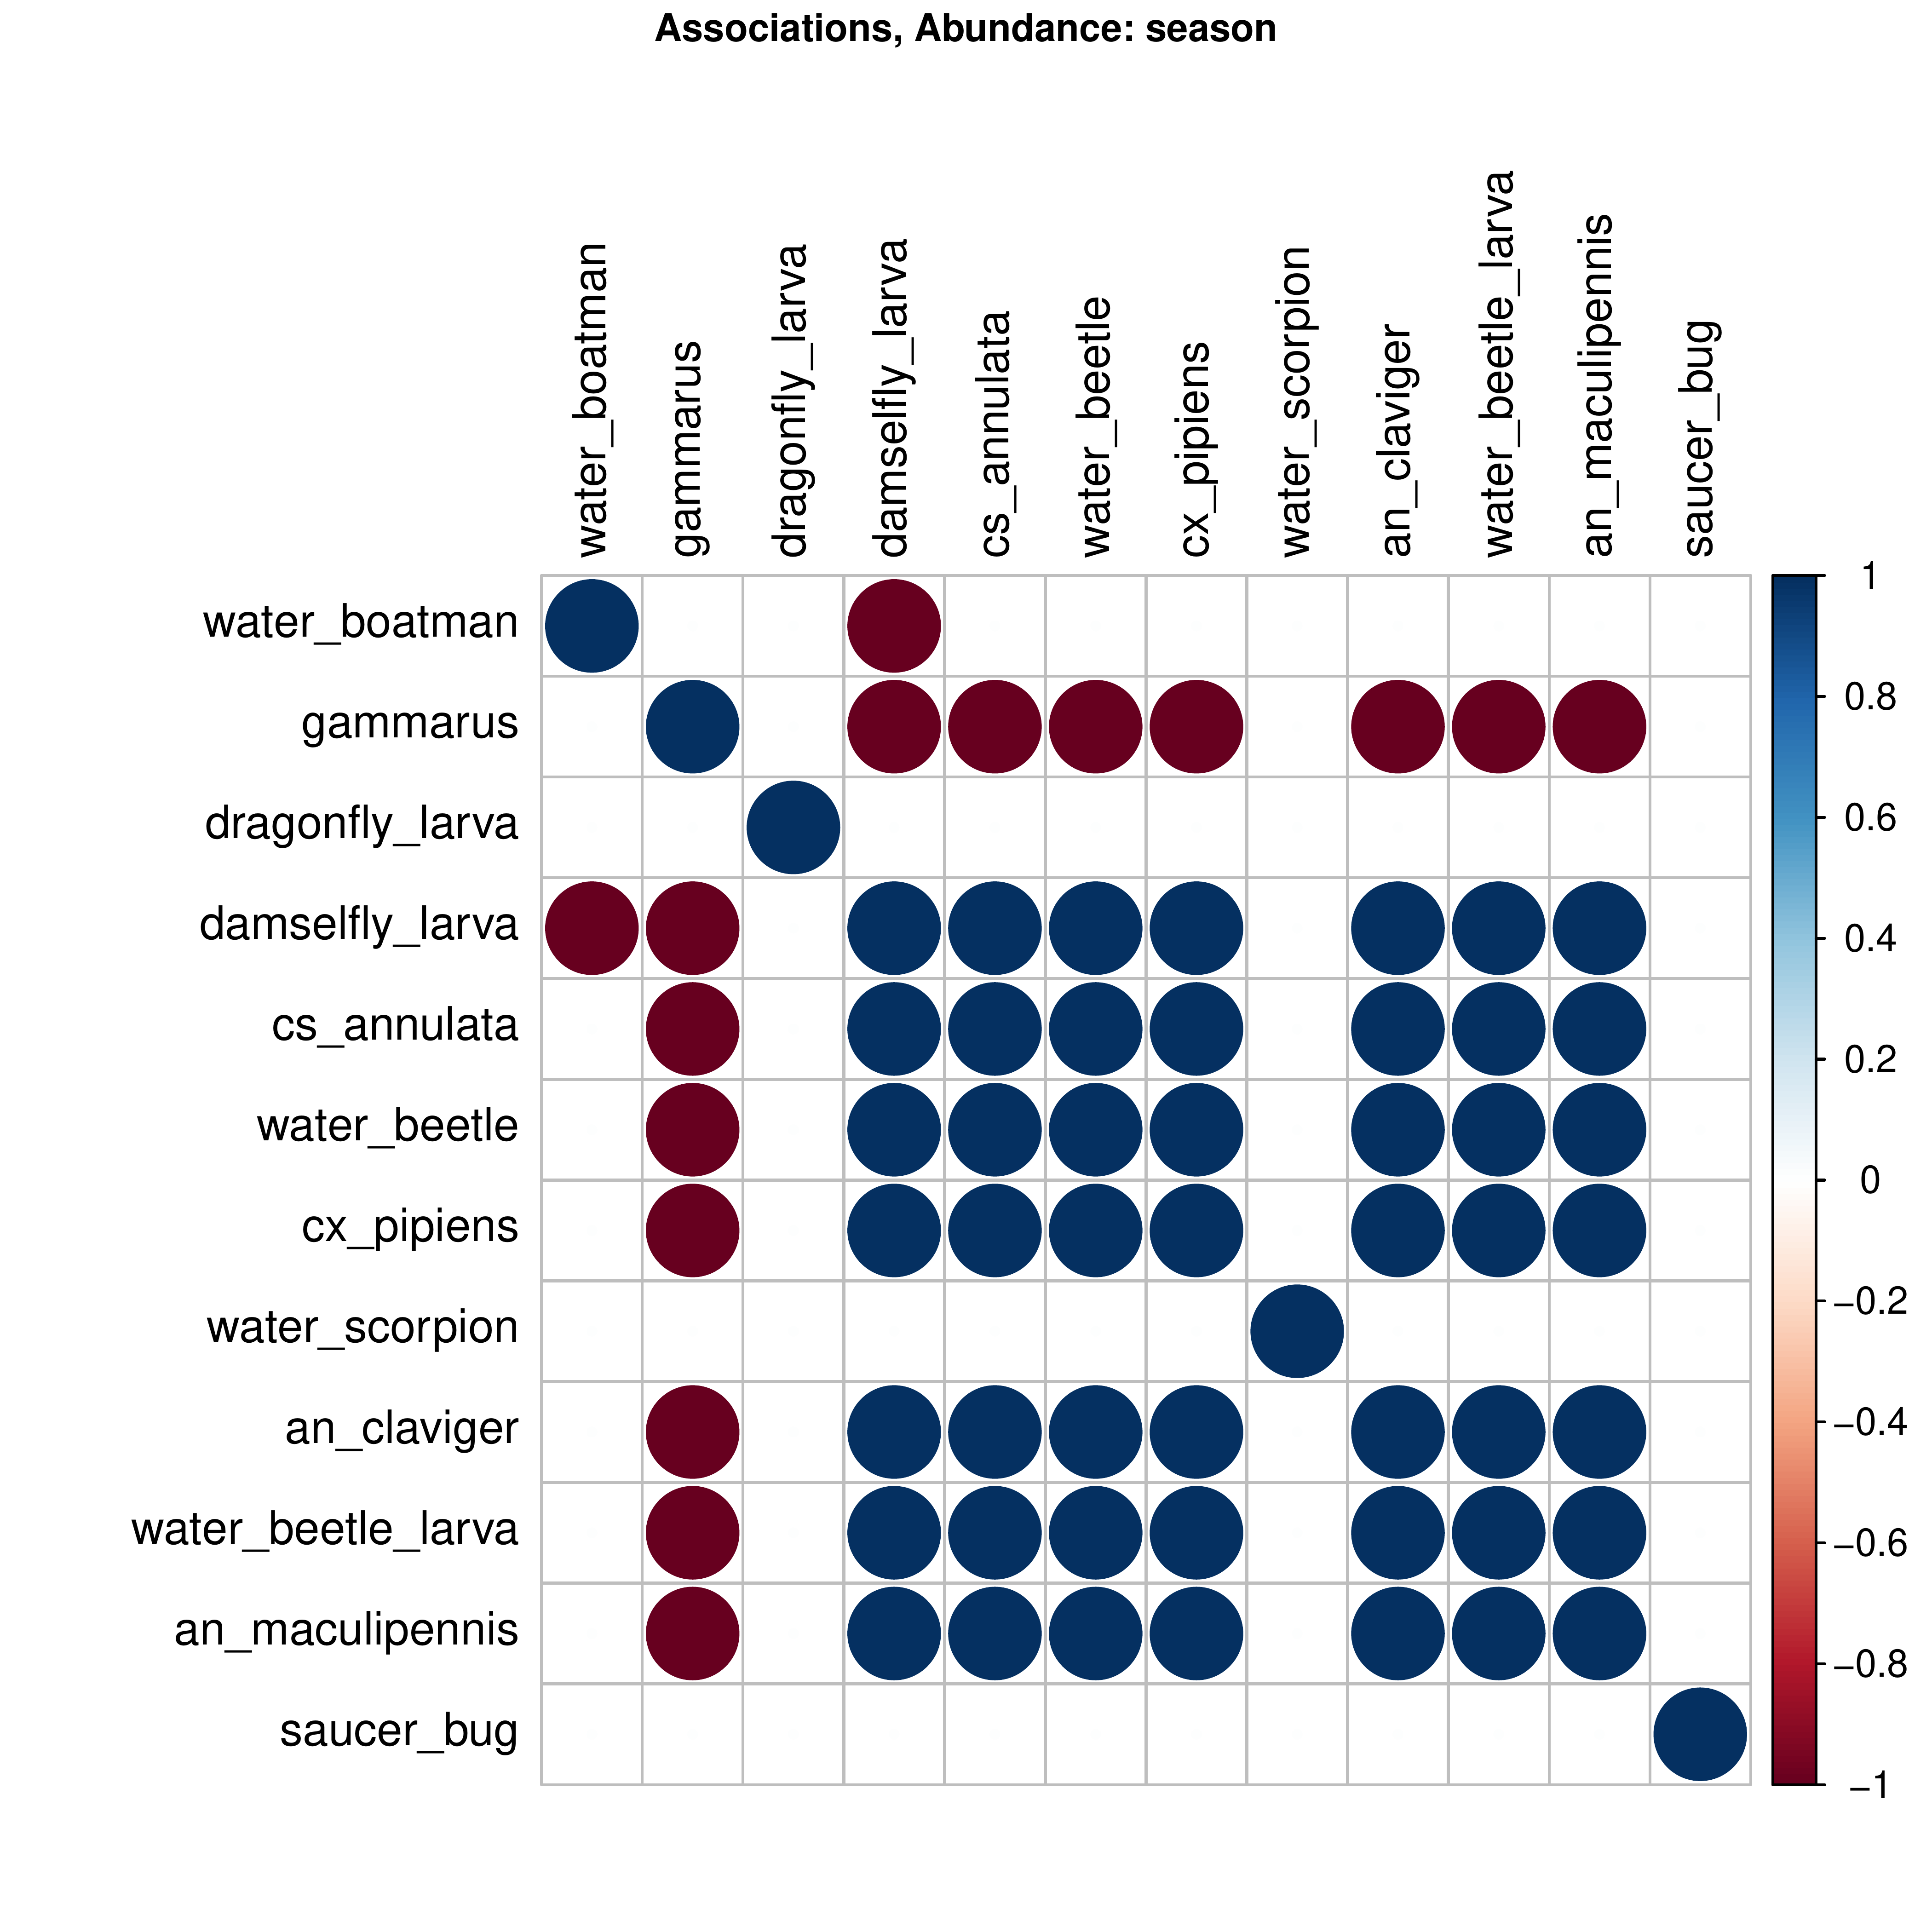 Associations, Abundance: season
water_boatman
gammarus
dragonfly_larva
damselfly_larva
cs_annulata
water_beetle
cx_pipiens
water_scorpion
an_claviger
water_beetle_larva
an_maculipennis
saucer_bug
water_boatman
gammarus
dragonfly_larva
damselfly_larva
cs_annulata
water_beetle
cx_pipiens
water_scorpion
an_claviger
water_beetle_larva
an_maculipennis
saucer_bug
1
0.8
0.6
0.4
0.2
0
−0.2
−0.4
−0.6
−0.8
−1